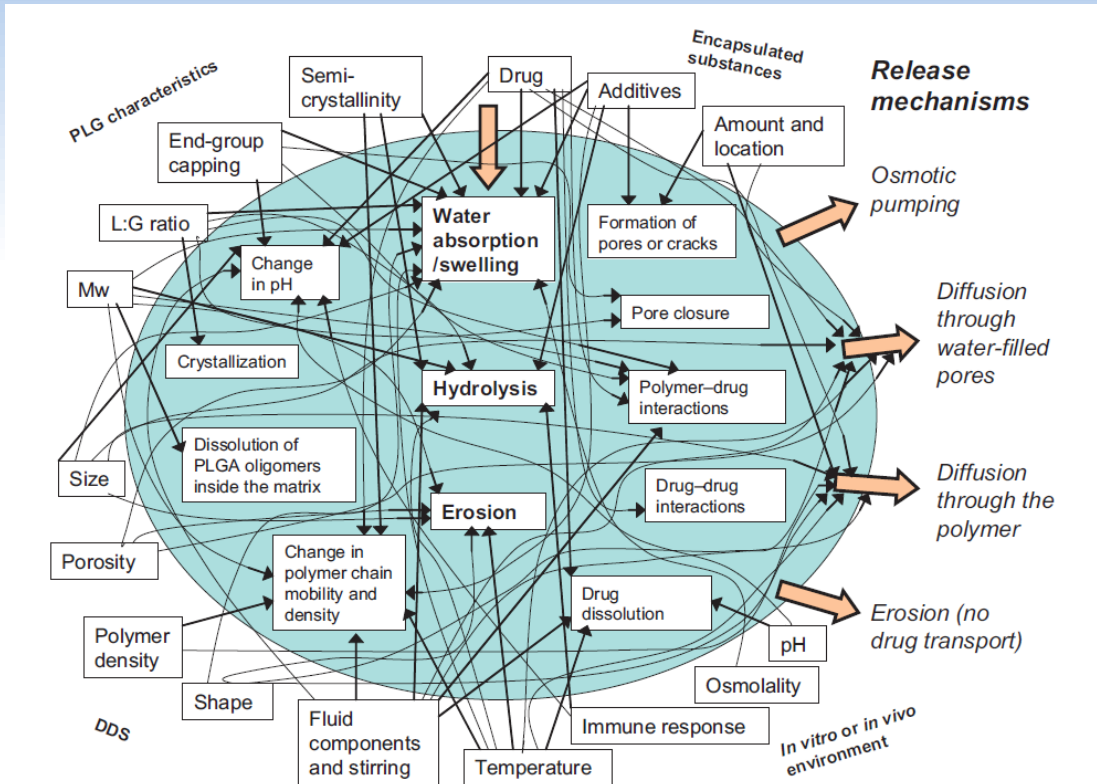 PLG characteristics
Semi-
crystallinity
Drug
Encapsulated
substances
Additives
Release
mechanisms
End-group
capping
Amount and
location
Osmotic
pumping
L:G ratio
Water
absorption
/swelling
Formation of
pores or cracks
Change
in pH
Mw
Pore closure
Diffusion
through
water-filled
pores
Crystallization
Hydrolysis
Polymer–drug
interactions
Dissolution of
PLGA oligomers
inside the matrix
Size
Drug–drug
interactions
Diffusion
through the
polymer
Erosion
Porosity
Change in
polymer chain
mobility and
density
Drug
dissolution
Erosion (no
drug transport)
Polymer
density
pH
Shape
Osmolality
DDS
Fluid
components
and stirring
Immune response
In vitro or in vivo
environment
Temperature